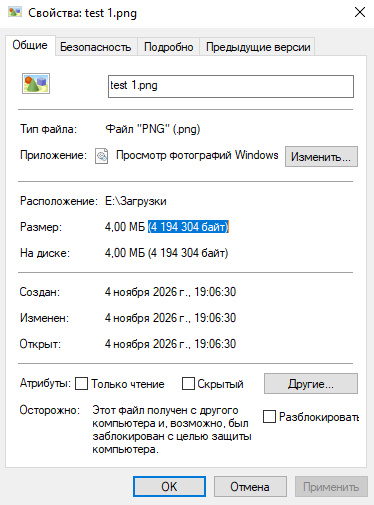 Свойства: test 1.png
Общие Безопасность Подробно Предыдущие версии
test 1.png
Тип файла: Файл "PNG" (.png)
Приложение: Просмотр фотографий Windows Изменить...
Расположение: E:\Загрузки
Размер: 4,00 МБ (4 194 304 байт)
На диске: 4,00 МБ (4 194 304 байт)
Создан: 4 ноября 2026 г., 19:06:30
Изменен: 4 ноября 2026 г., 19:06:30
Открыт: 4 ноября 2026 г., 19:06:30
Атрибуты: Только чтение Скрытый Другие...
Осторожно: Этот файл получен с другого
компьютера и, возможно, был
заблокирован с целью защиты
компьютера.
Разблокировать
OK Отмена Применить